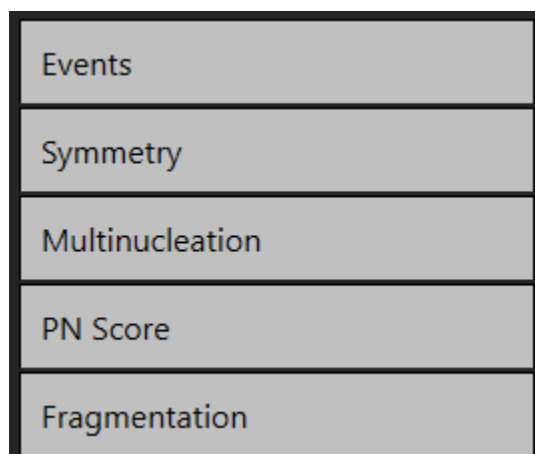 Events
Symmetry
Multinucleation
PN Score
Fragmentation